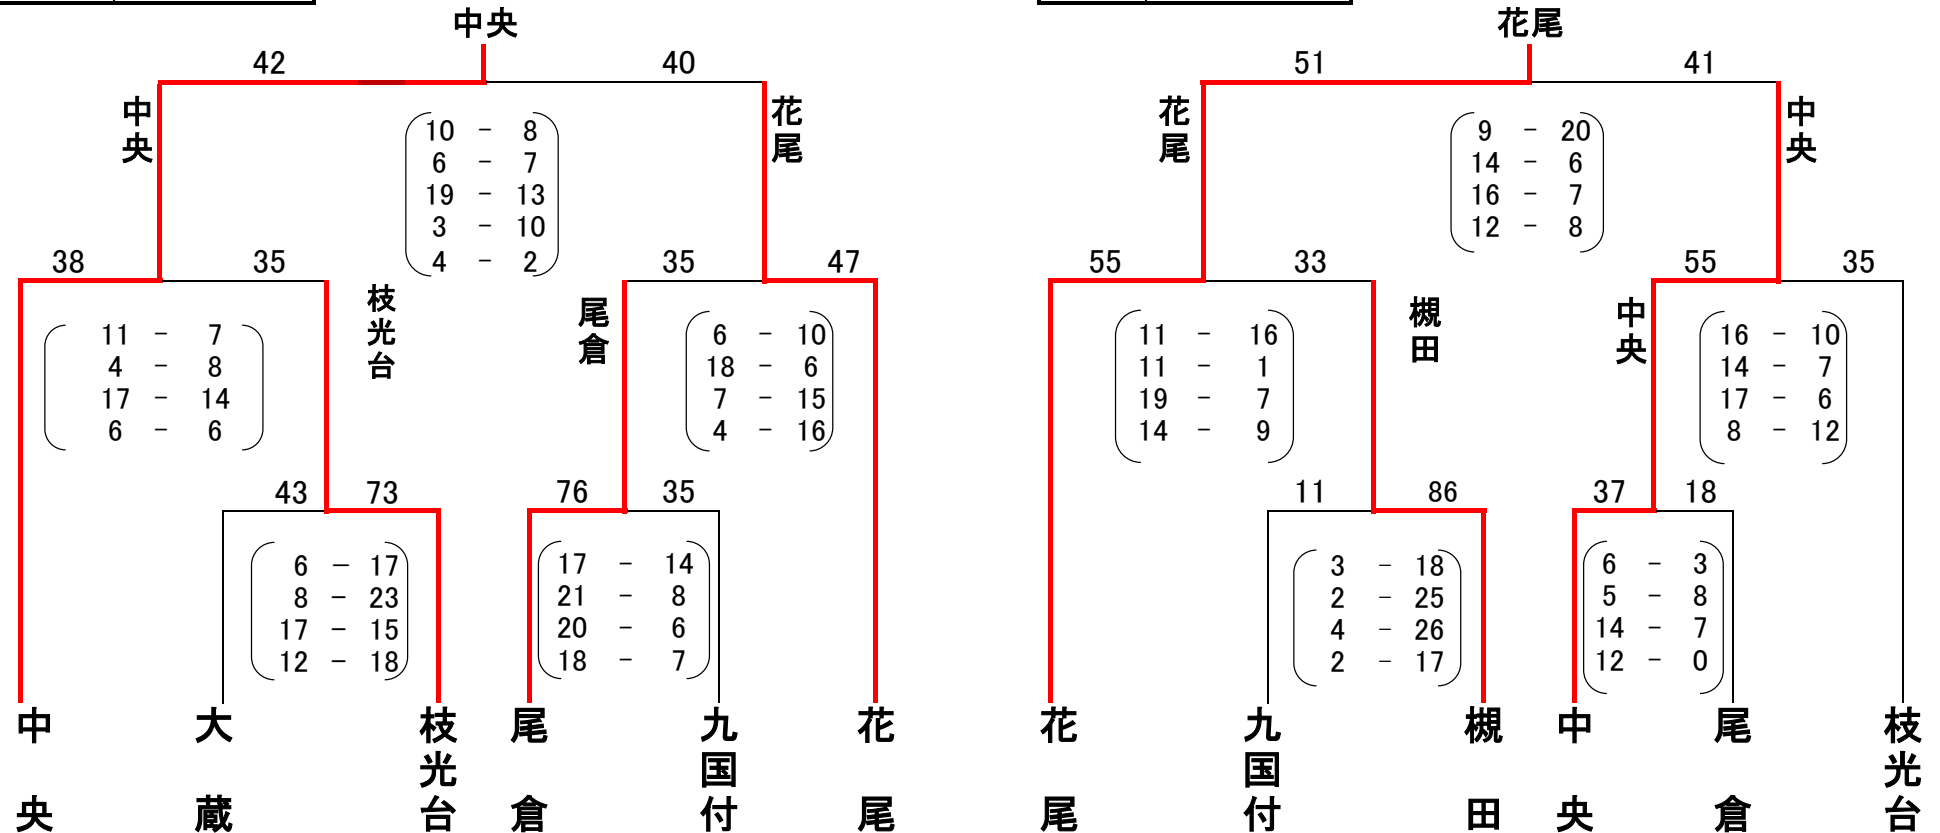 中央
42
40
中央
花尾
10 - 8
6 - 7
19 - 13
3 - 10
4 - 2
38
35
35
47
枝光台
尾倉
11 - 7
4 - 8
17 - 14
6 - 6
6 - 10
18 - 6
7 - 15
4 - 16
43
73
76
35
6 - 17
8 - 23
17 - 15
12 - 18
17 - 14
21 - 8
20 - 6
18 - 7
中央
大蔵
枝光台
尾倉
九国付
花尾
花尾
51
41
花尾
中央
9 - 20
14 - 6
16 - 7
12 - 8
55
33
55
35
槻田
中央
11 - 16
11 - 1
19 - 7
14 - 9
16 - 10
14 - 7
17 - 6
8 - 12
11
86
37
18
3 - 18
2 - 25
4 - 26
2 - 17
6 - 3
5 - 8
14 - 7
12 - 0
花尾
九国付
槻田
中央
尾倉
枝光台